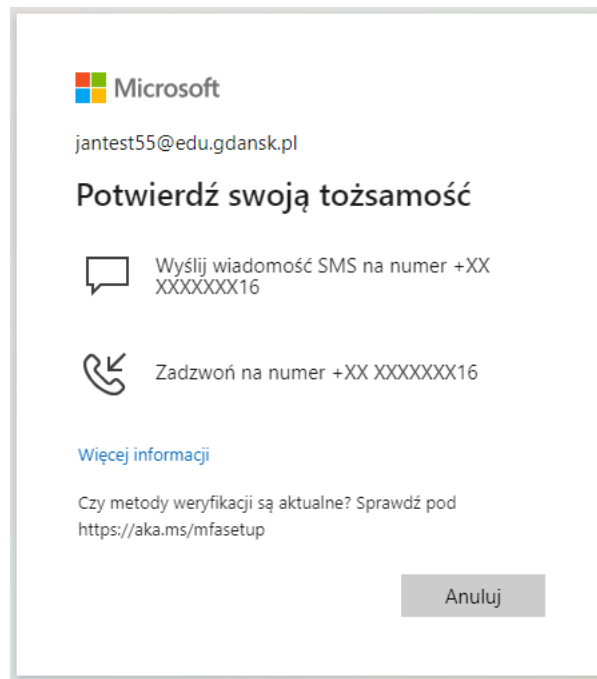 Microsoft
jantest55@edu.gdansk.pl
Potwierdź swoją tożsamość
Wyślij wiadomość SMS na numer +XX
XXXXXXX16
Zadzwoń na numer +XX XXXXXXX16
Więcej informacji
Czy metody weryfikacji są aktualne? Sprawdź pod
https://aka.ms/mfasetup
Anuluj